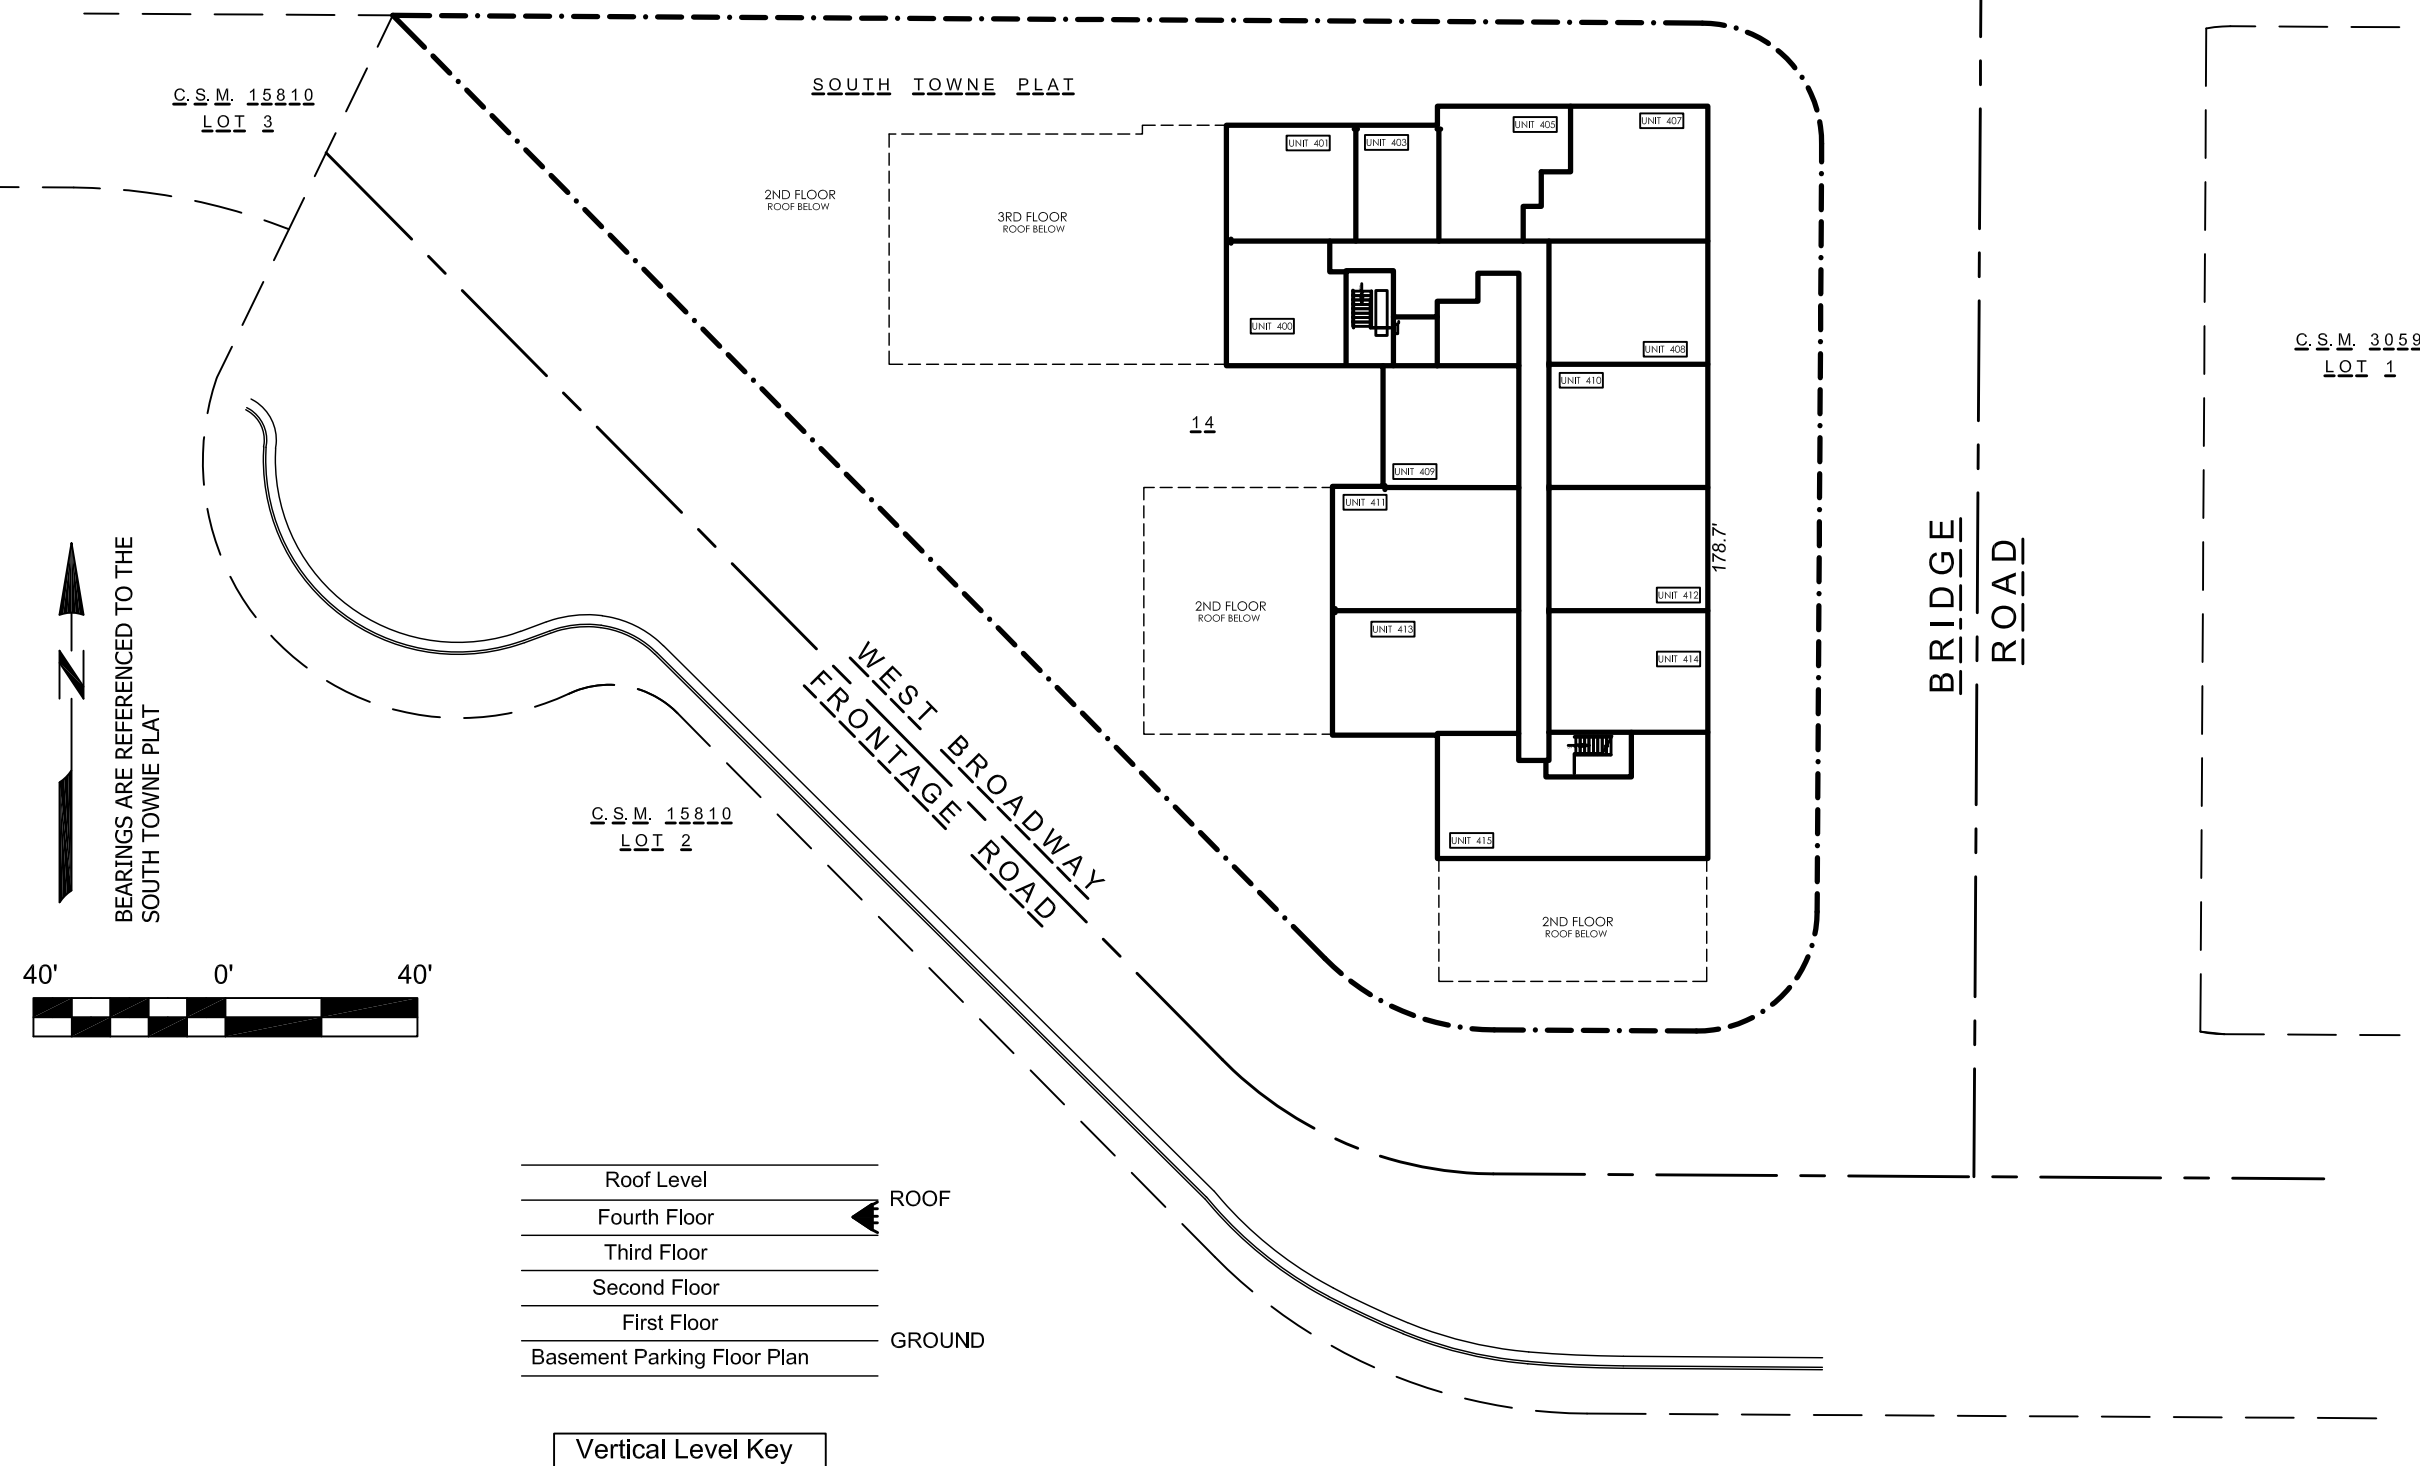 SOUTH TOWNE PLAT
C.S.M. 15810
LOT 3
UNIT 405
UNIT 407
UNIT 401
UNIT 403
2ND FLOOR
ROOF BELOW
3RD FLOOR
ROOF BELOW
UNIT 400
UNIT 408
C.S.M. 3059
LOT 1
UNIT 410
14
UNIT 409
UNIT 411
178.7'
BRIDGE
ROAD
UNIT 412
2ND FLOOR
ROOF BELOW
UNIT 413
UNIT 414
N
BEARINGS ARE REFERENCED TO THE
SOUTH TOWNE PLAT
WEST BROADWAY
FRONTAGE ROAD
C.S.M. 15810
LOT 2
UNIT 415
2ND FLOOR
ROOF BELOW
40' 0' 40'
Roof Level
ROOF
Fourth Floor
Third Floor
Second Floor
First Floor
GROUND
Basement Parking Floor Plan
Vertical Level Key